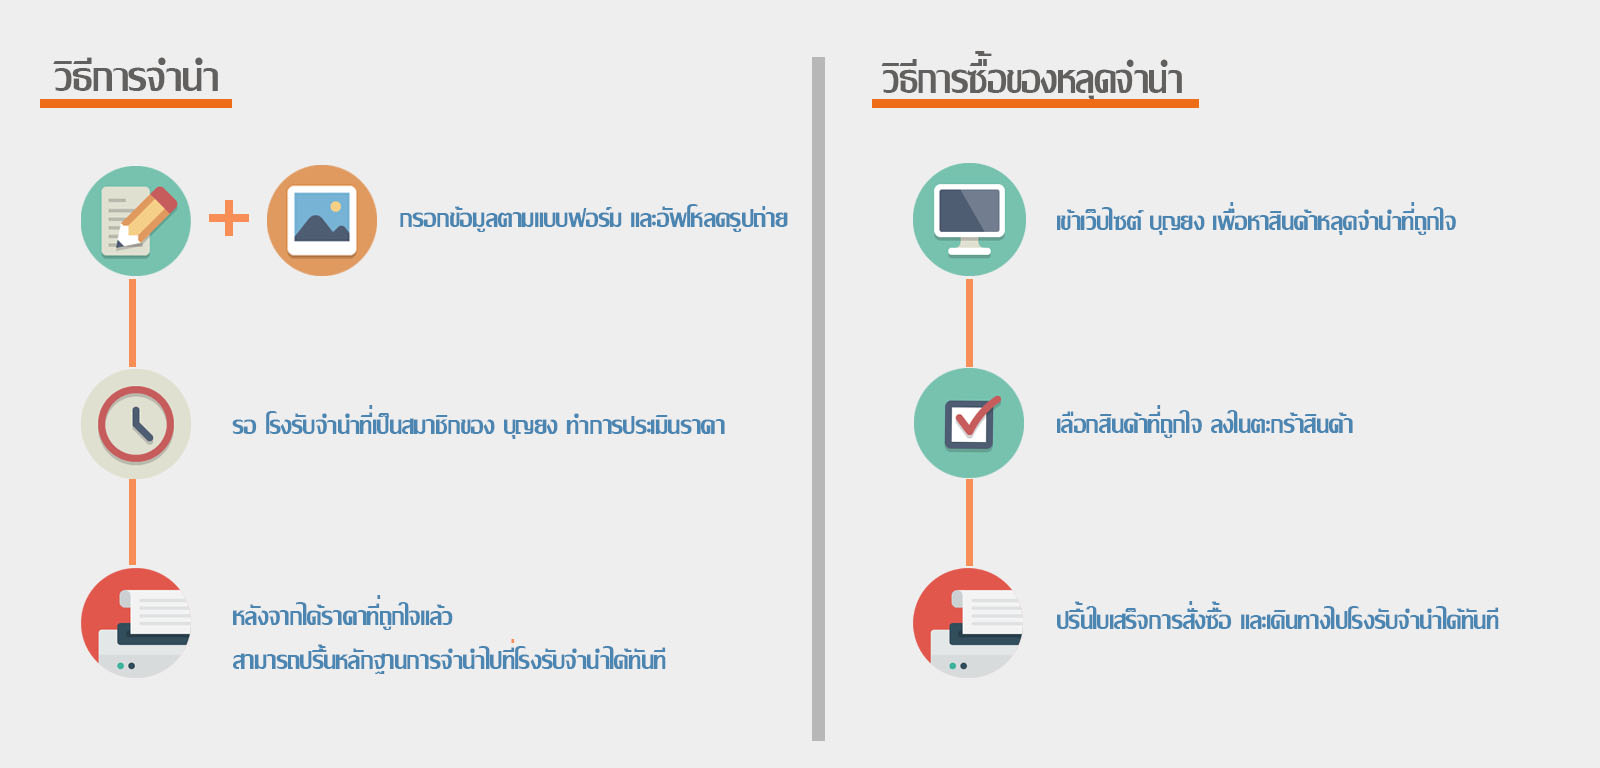 วิธีการจำนำ
กรอกข้อมูลตามแบบฟอร์ม และอัพโหลดรูปถ่าย
รอ โรงรับจำนำที่เป็นสมาชิกของ บุญยง ทำการประเมินราคา
หลังจากได้ราคาที่ถูกใจแล้ว
สามารถปริ้นหลักฐานการจำนำไปที่โรงรับจำนำได้ทันที
วิธีการซื้อของหลุดจำนำ
เข้าเว็บไซต์ บุญยง เพื่อหาสินค้าหลุดจำนำที่ถูกใจ
เลือกสินค้าที่ถูกใจ ลงในตะกร้าสินค้า
ปริ้นใบเสร็จการสั่งซื้อ และเดินทางไปโรงรับจำนำได้ทันที